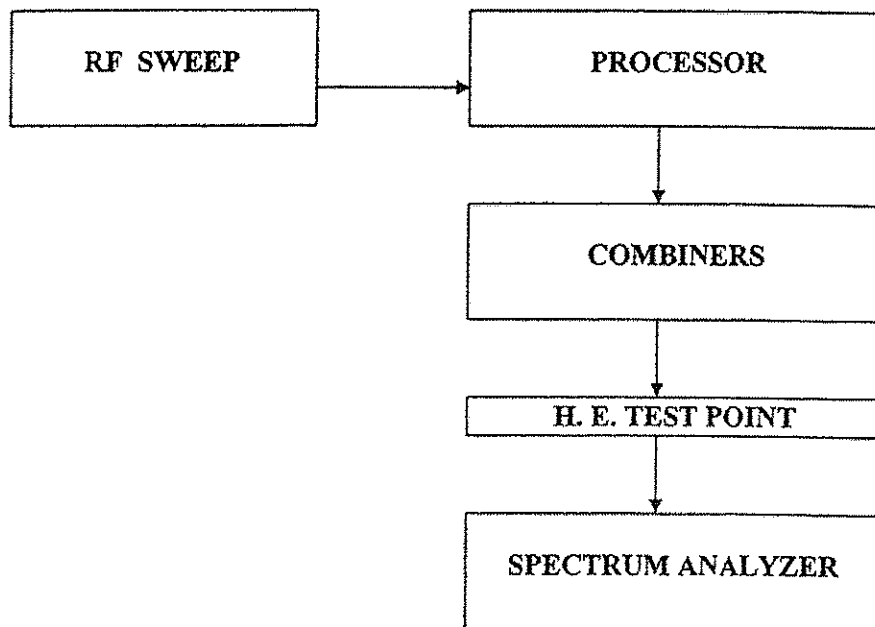 RF SWEEP
PROCESSOR
COMBINERS
H. E. TEST POINT
SPECTRUM ANALYZER